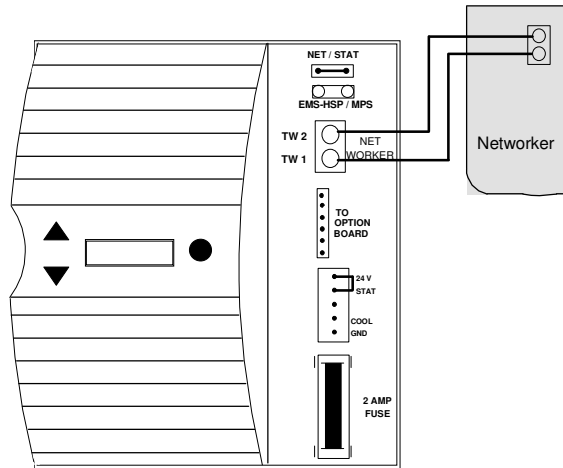 NET / STAT
EMS-HSP / MPS
TW 2
NET
WORKER
TW 1
Networker
TO
OPTION
BOARD
24 V
STAT
COOL
GND
2 AMP
FUSE